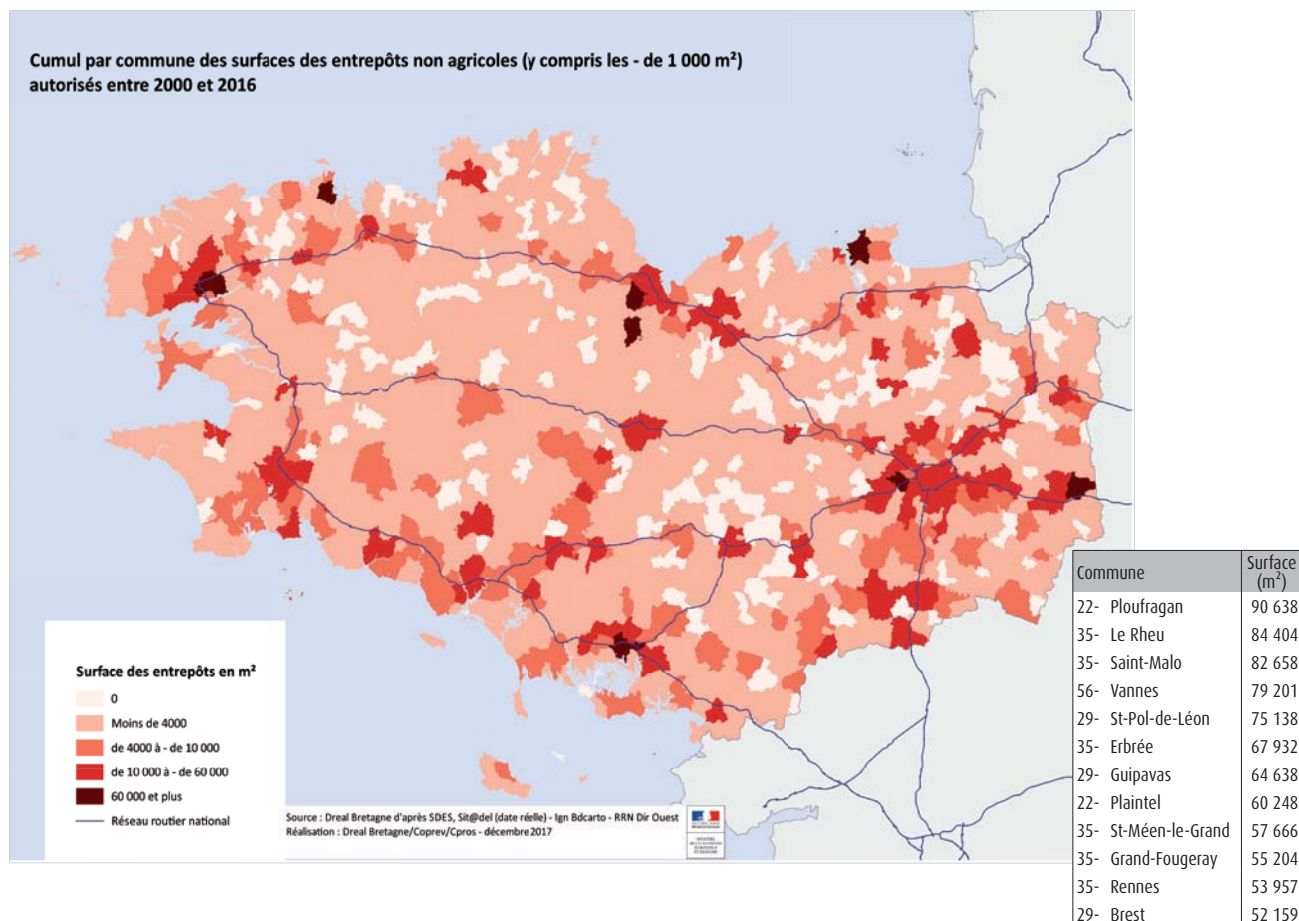 Cumul par commune des surfaces des entrepôts non agricoles (y compris les - de 1 000 m²)
autorisés entre 2000 et 2016
Surface des entrepôts en m²
0
Moins de 4000
de 4000 à - de 10 000
de 10 000 à - de 60 000
60 000 et plus
Réseau routier national
Source : Dreal Bretagne d'après SDES, Sit@del (date réelle) - Ign Bdcarto - RRN Dir Ouest
Réalisation : Dreal Bretagne/Coprev/Cpros - décembre 2017
Commune Surface
(m²)
22- Ploufragan 90 638
35- Le Rheu 84 404
35- Saint-Malo 82 658
56- Vannes 79 201
29- St-Pol-de-Léon 75 138
35- Erbrée 67 932
29- Guipavas 64 638
22- Plaintel 60 248
35- St-Méen-le-Grand 57 666
35- Grand-Fougeray 55 204
35- Rennes 53 957
29- Brest 52 159